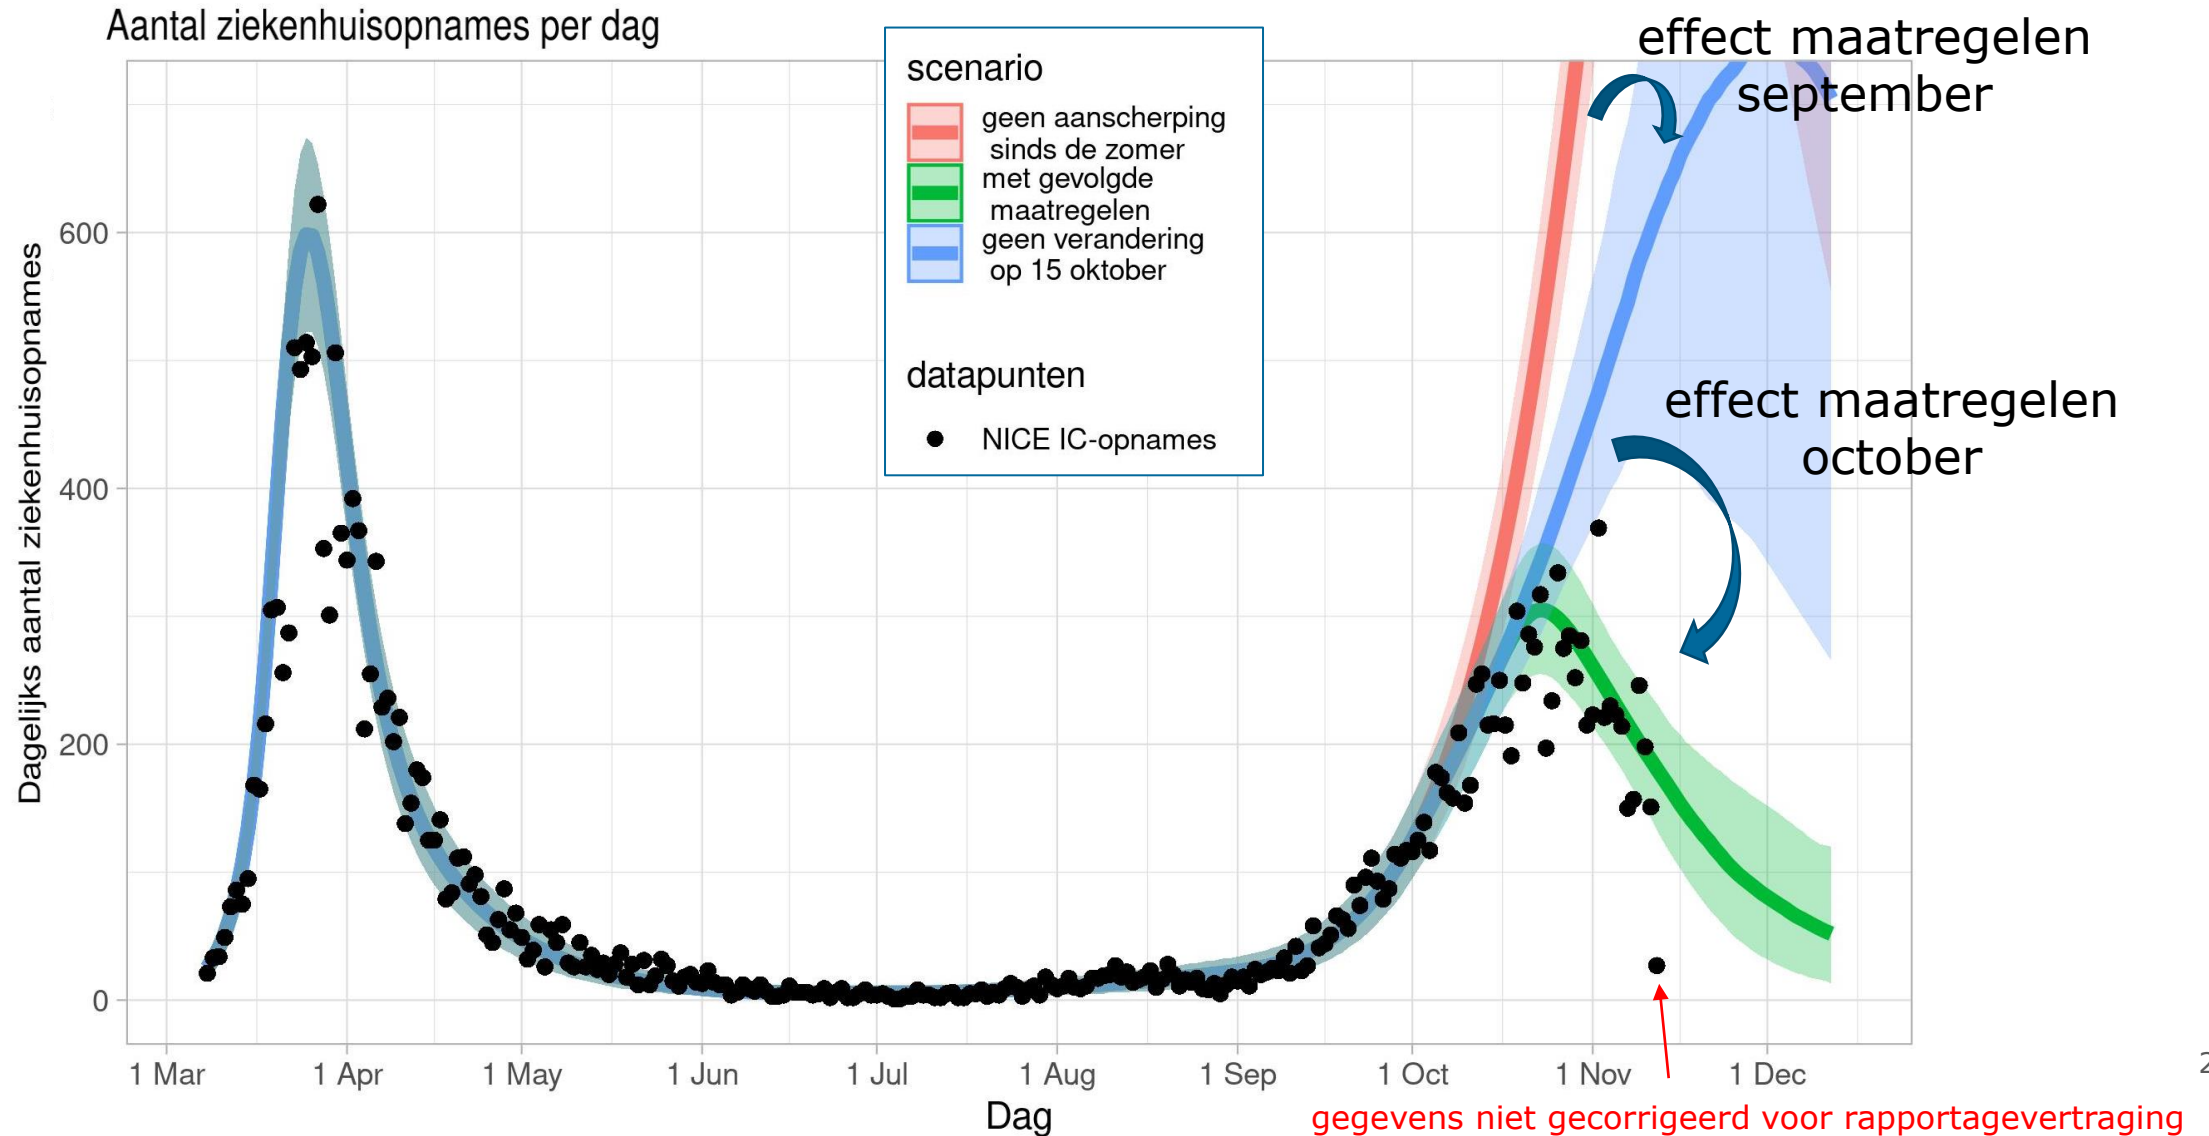 Aantal ziekenhuisopnames per dag
effect maatregelen
september
scenario
geen aanscherping
sinds de zomer
met gevolgde
maatregelen
geen verandering
op 15 oktober
datapunten
NICE IC-opnames
effect maatregelen
october
Dagelijks aantal ziekenhuisopnames
600
400
200
0
1 Mar
1 Apr
1 May
1 Jun
1 Jul
1 Aug
1 Sep
1 Oct
1 Nov
1 Dec
Dag
gegevens niet gecorrigeerd voor rapportagevertraging